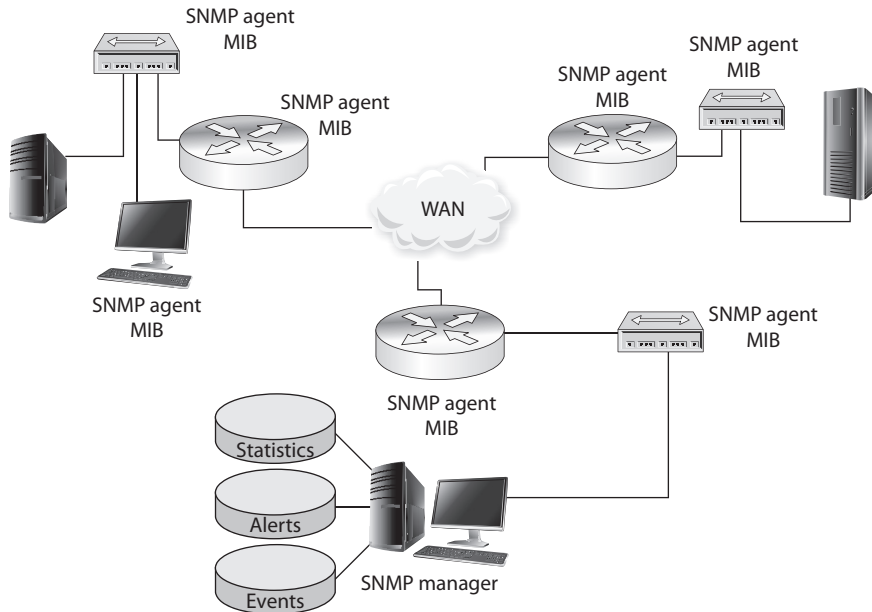 SNMP agent
MIB
SNMP agent
MIB
SNMP agent
MIB
SNMP agent
MIB
WAN
SNMP agent
MIB
SNMP agent
MIB
SNMP agent
MIB
Statistics
Alerts
Events
SNMP manager